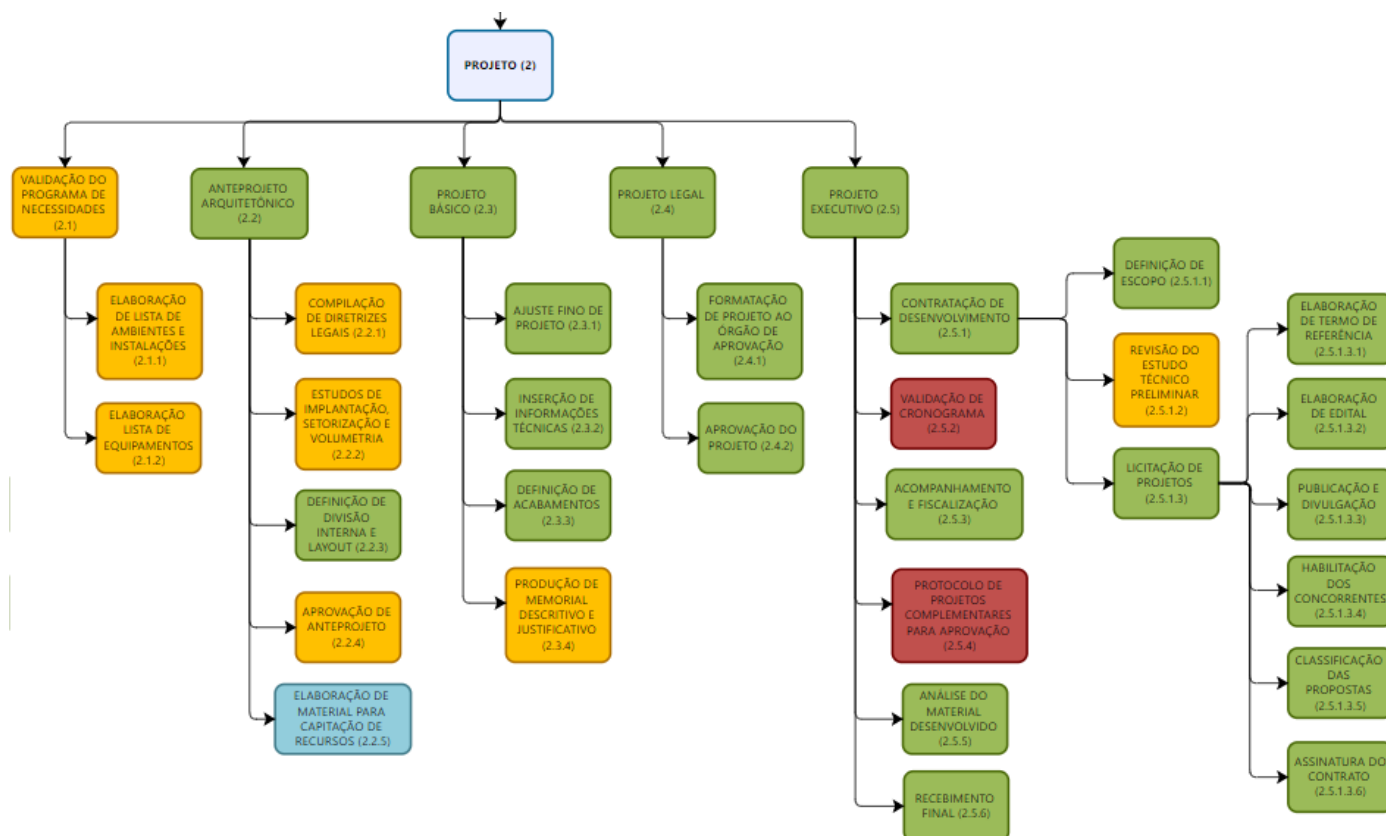 PROJETO (2)
VALIDAÇÃO DO
PROGRAMA DE
NECESSIDADES
(2.1)
ANTEPROJETO
ARQUITETÔNICO
(2.2)
PROJETO
BÁSICO (2.3)
PROJETO LEGAL
(2.4)
PROJETO
EXECUTIVO (2.5)
ELABORAÇÃO
DE LISTA DE
AMBIENTES E
INSTALAÇÕES
(2.1.1)
ELABORAÇÃO
LISTA DE
EQUIPAMENTOS
(2.1.2)
COMPILAÇÃO
DE DIRETRIZES
LEGAIS (2.2.1)
ESTUDOS DE
IMPLANTAÇÃO,
SETORIZAÇÃO E
VOLUMETRIA
(2.2.2)
DEFINIÇÃO DE
DIVISÃO
INTERNA E
LAYOUT (2.2.3)
APROVAÇÃO DE
ANTEPROJETO
(2.2.4)
ELABORAÇÃO DE
MATERIAL PARA
CAPITAÇÃO DE
RECURSOS (2.2.5)
AJUSTE FINO DE
PROJETO (2.3.1)
INSERÇÃO DE
INFORMAÇÕES
TÉCNICAS (2.3.2)
DEFINIÇÃO DE
ACABAMENTOS
(2.3.3)
PRODUÇÃO DE
MEMORIAL
DESCRITIVO E
JUSTIFICATIVO
(2.3.4)
FORMATAÇÃO
DE PROJETO AO
ÓRGÃO DE
APROVAÇÃO
(2.4.1)
APROVAÇÃO DO
PROJETO (2.4.2)
CONTRATAÇÃO DE
DESENVOLVIMENTO
(2.5.1)
VALIDAÇÃO DE
CRONOGRAMA
(2.5.2)
ACOMPANHAMENTO
E FISCALIZAÇÃO
(2.5.3)
PROTOCOLO DE
PROJETOS
COMPLEMENTARES
PARA APROVAÇÃO
(2.5.4)
ANÁLISE DO
MATERIAL
DESENVOLVIDO
(2.5.5)
RECEBIMENTO
FINAL (2.5.6)
DEFINIÇÃO DE
ESCOPO (2.5.1.1)
REVISÃO DO
ESTUDO
TÉCNICO
PRELIMINAR
(2.5.1.2)
LICITAÇÃO DE
PROJETOS
(2.5.1.3)
ELABORAÇÃO
DE TERMO DE
REFERÊNCIA
(2.5.1.3.1)
ELABORAÇÃO
DE EDITAL
(2.5.1.3.2)
PUBLICAÇÃO E
DIVULGAÇÃO
(2.5.1.3.3)
HABILITAÇÃO
DOS
CONCORRENTES
(2.5.1.3.4)
CLASSIFICAÇÃO
DAS
PROPOSTAS
(2.5.1.3.5)
ASSINATURA DO
CONTRATO
(2.5.1.3.6)